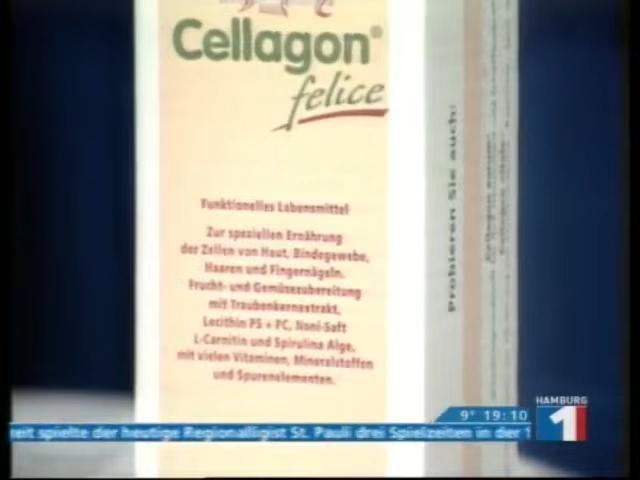 Cellagon®
felice
Funktionelles Lebensmittel
Zur speziellen Ernährung
der Zellen von Haut, Bindegewebe,
Haaren und Fingernägeln.
Frucht- und Gemüsezubereitung
mit Traubenkernextrakt,
Lecithin PS + PC, Noni-Saft
L-Carnitin und Spirulina Alge,
mit vielen Vitaminen, Mineralstoffen
und Spurenelementen.
Probieren Sie auch:
HAMBURG
1
9° 19:10
eit spielte der heutige Regionalligist St. Pauli drei Spielzeiten in der 1